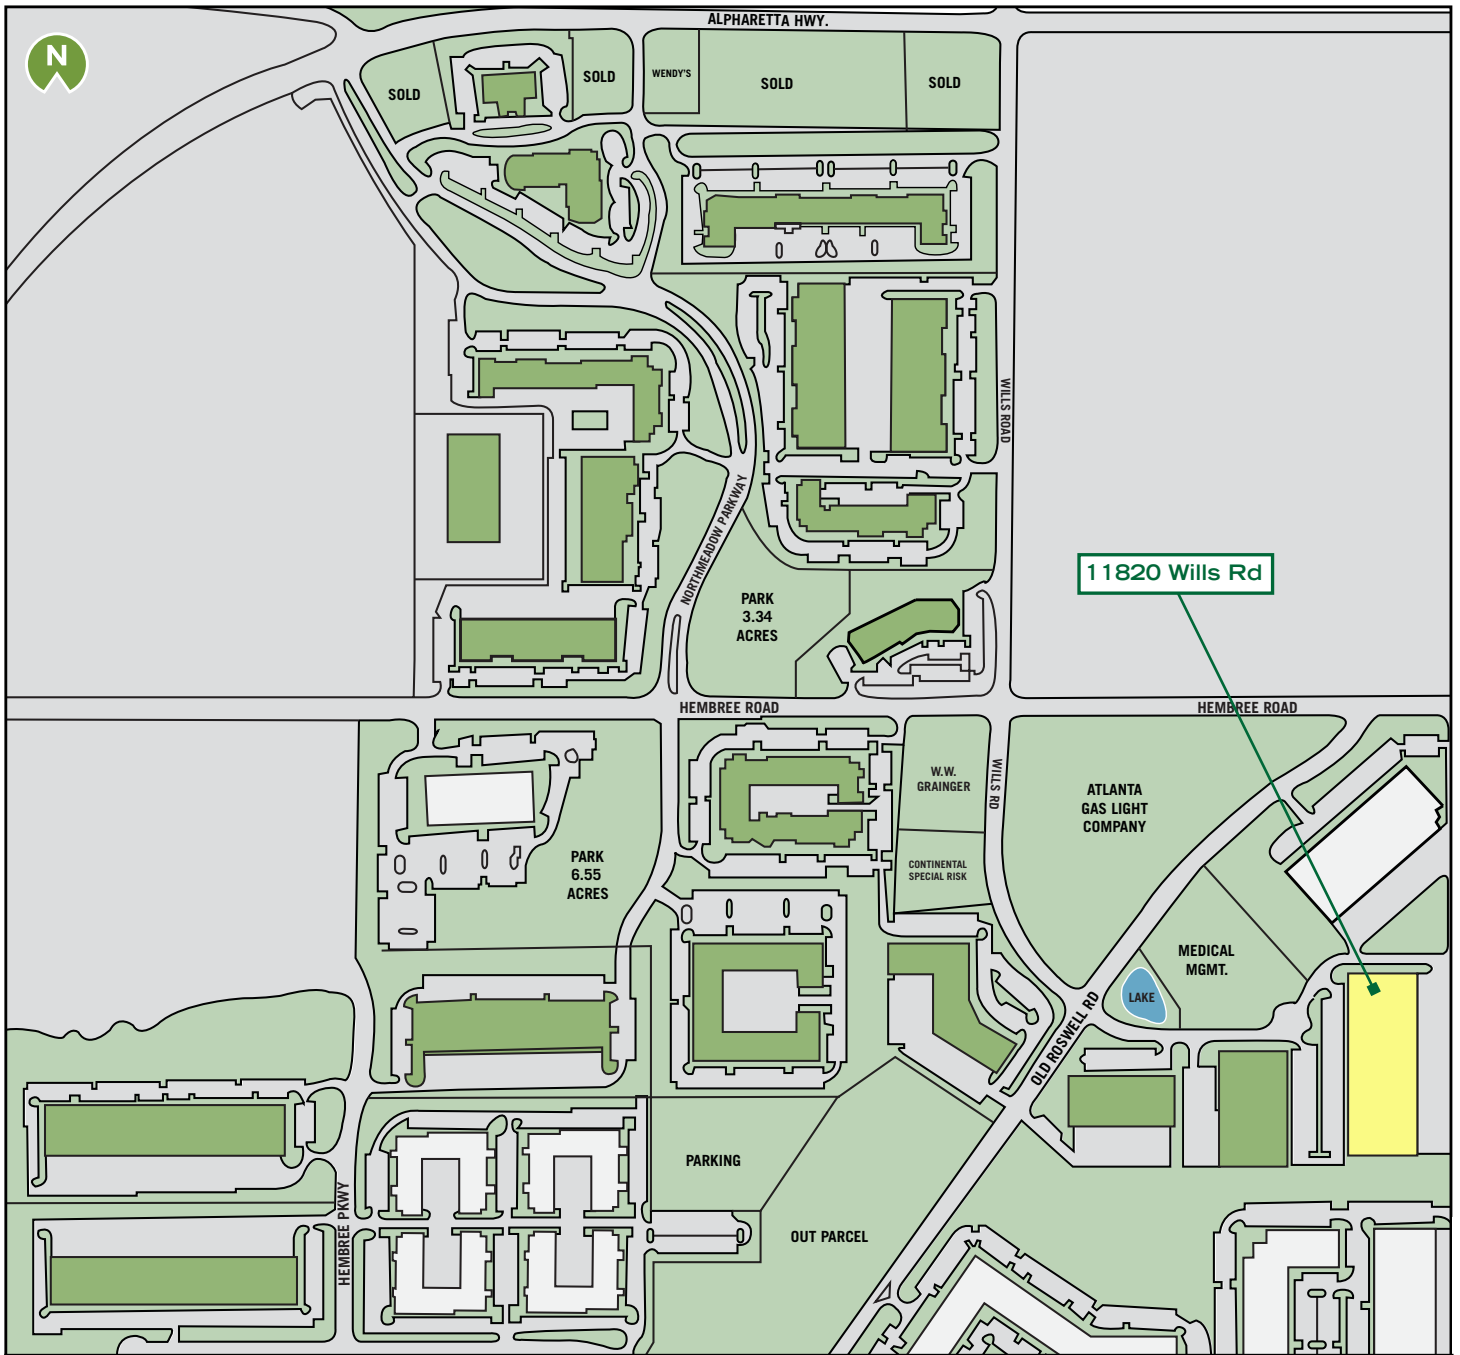 ALPHARETTA HWY.
N
SOLD
SOLD
WENDY'S
SOLD
SOLD
WILLS ROAD
NORTHMEADOW PARKWAY
11820 Wills Rd
PARK
3.34
ACRES
HEMBREE ROAD
HEMBREE ROAD
W.W.
GRAINGER
WILLS RD
ATLANTA
GAS LIGHT
COMPANY
PARK
6.55
ACRES
CONTINENTAL
SPECIAL RISK
MEDICAL
MGMT.
LAKE
OLD ROSWELL RD
PARKING
HEMBREE PKWY
OUT PARCEL